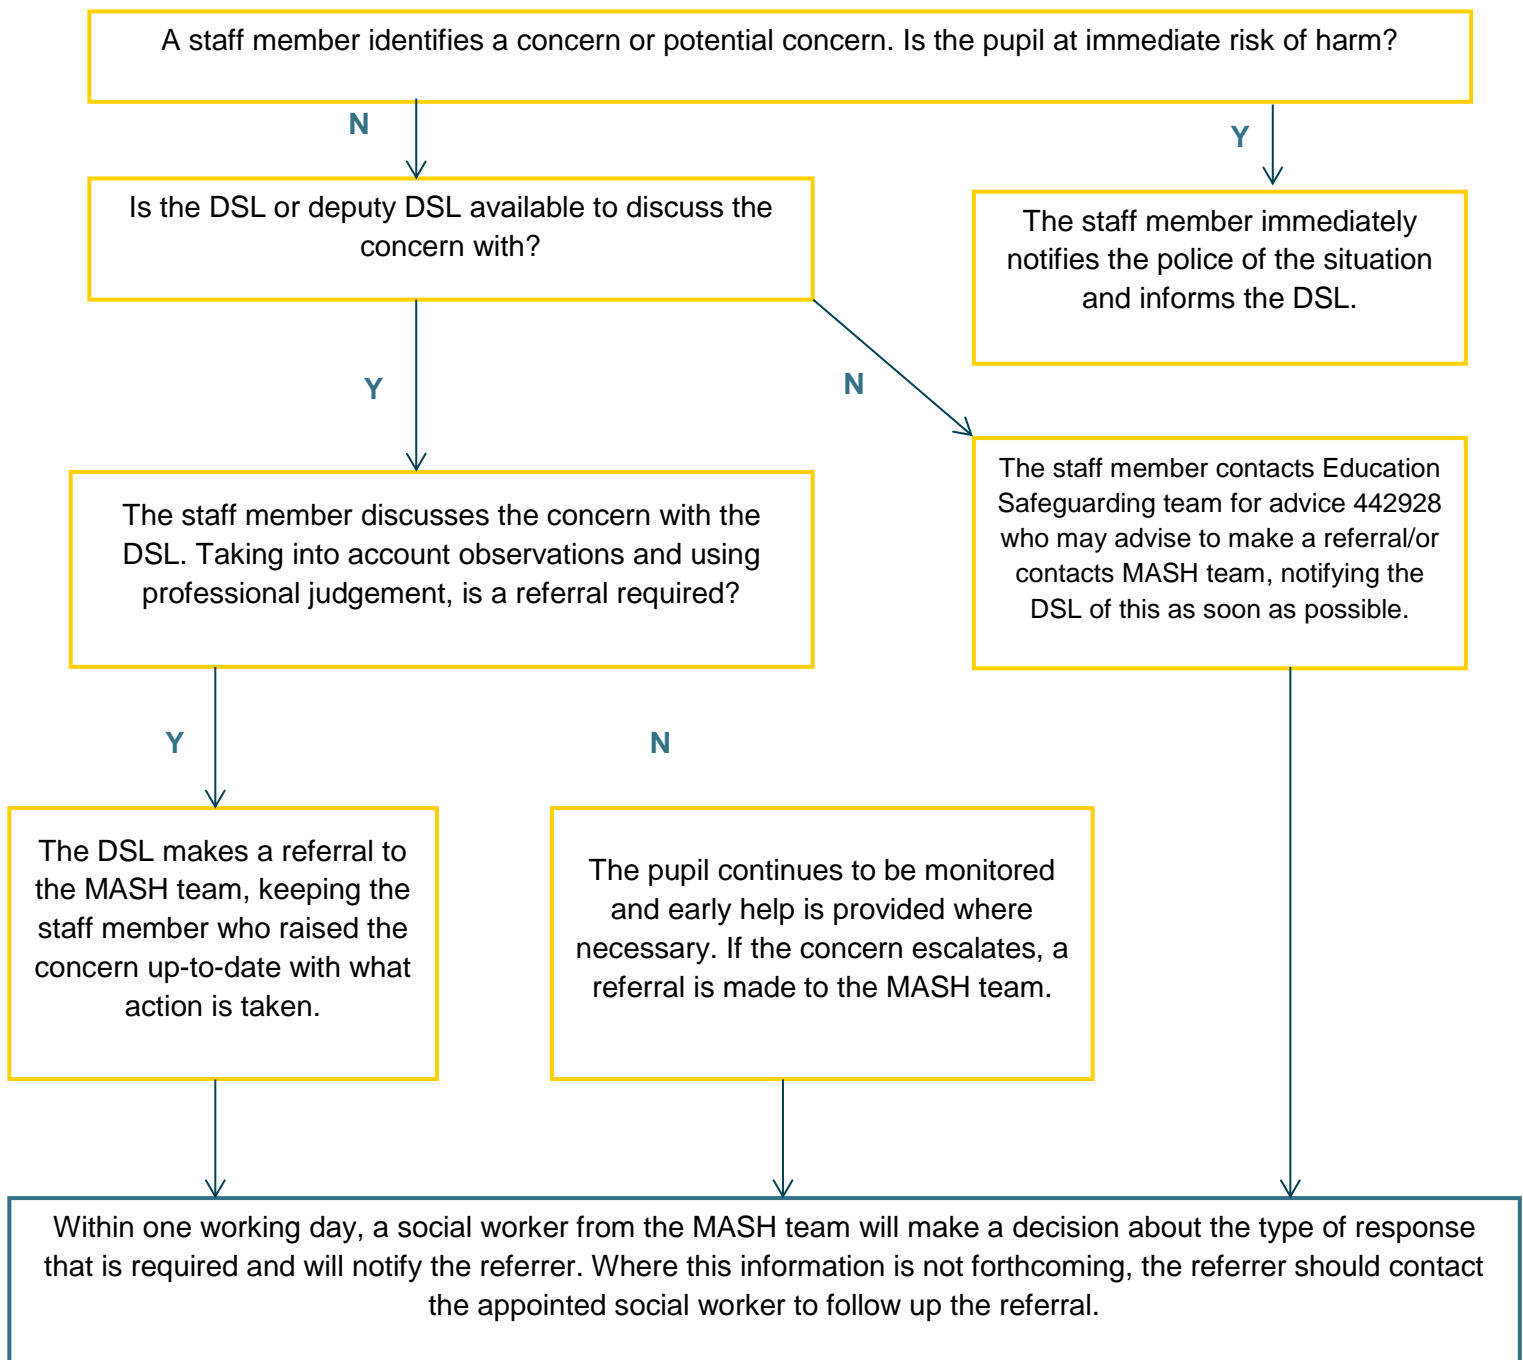 A staff member identifies a concern or potential concern. Is the pupil at immediate risk of harm?
N
Y
Is the DSL or deputy DSL available to discuss the
concern with?
The staff member immediately
notifies the police of the situation
and informs the DSL.
Y
N
The staff member discusses the concern with the
DSL. Taking into account observations and using
professional judgement, is a referral required?
The staff member contacts Education
Safeguarding team for advice 442928
who may advise to make a referral/or
contacts MASH team, notifying the
DSL of this as soon as possible.
Y
N
The DSL makes a referral to
the MASH team, keeping the
staff member who raised the
concern up-to-date with what
action is taken.
The pupil continues to be monitored
and early help is provided where
necessary. If the concern escalates, a
referral is made to the MASH team.
Within one working day, a social worker from the MASH team will make a decision about the type of response
that is required and will notify the referrer. Where this information is not forthcoming, the referrer should contact
the appointed social worker to follow up the referral.